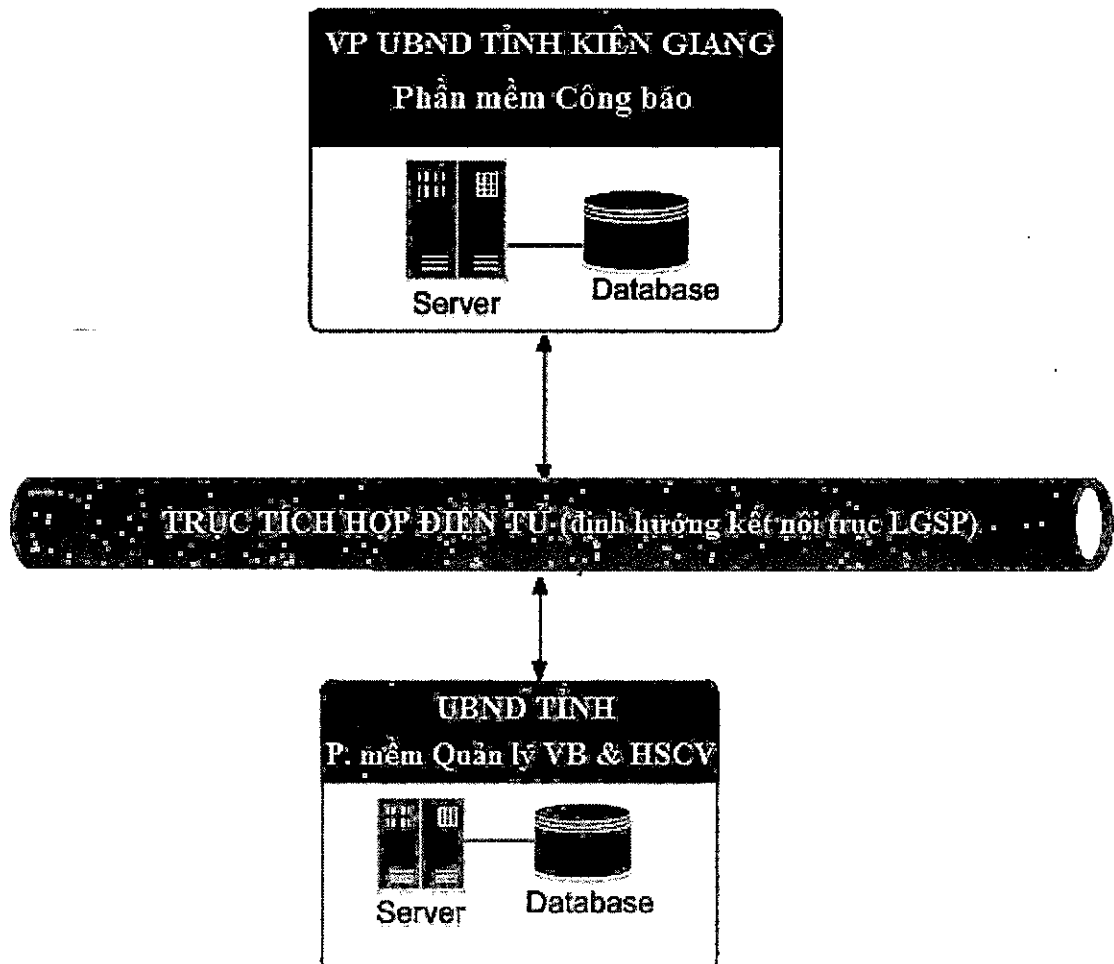 VP UBND TỈNH KIÊN GIANG
Phần mềm Công báo
Server
Database
TRỤC TÍCH HỢP ĐIỆN TỬ (định hướng kết nối trục LGSP)
UBND TỈNH
P. mềm Quản lý VB & HSCV
Server
Database